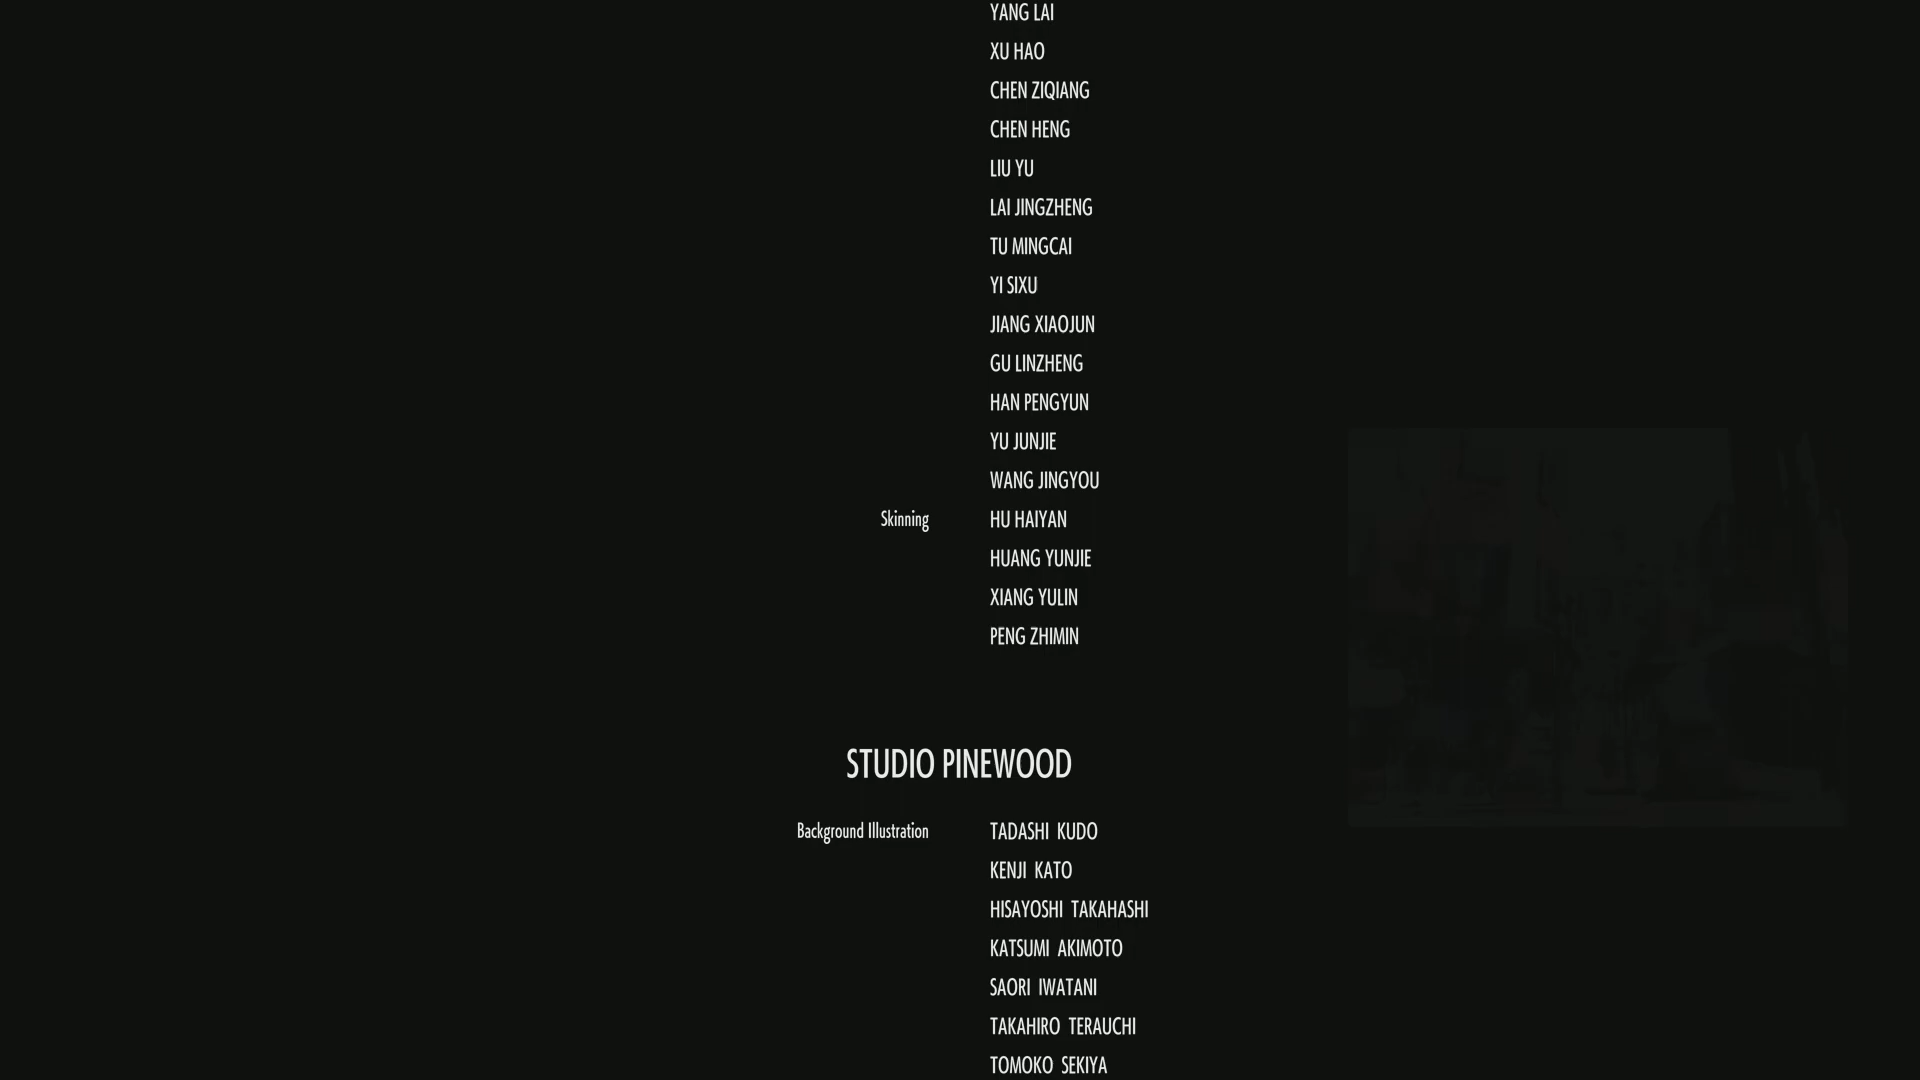 YANG LAI
XU HAO
CHEN ZIQIANG
CHEN HENG
LIU YU
LAI JINGZHENG
TU MINGCAI
YI SIXU
JIANG XIAOJUN
GU LINZHENG
HAN PENGYUN
YU JUNJIE
WANG JINGYOU
Skinning HU HAIYAN
HUANG YUNJIE
XIANG YULIN
PENG ZHIMIN
STUDIO PINEWOOD
Background Illustration TADASHI KUDO
KENJI KATO
HISAYOSHI TAKAHASHI
KATSUMI AKIMOTO
SAORI IWATANI
TAKAHIRO TERAUCHI
TOMOKO SEKIYA